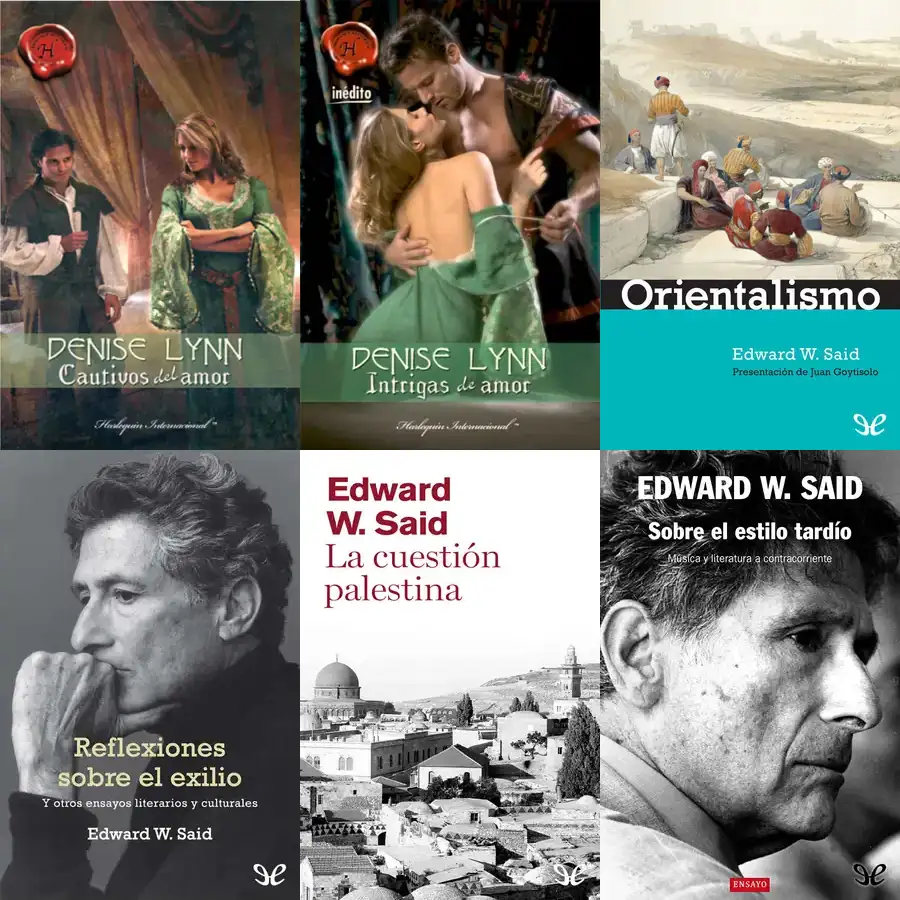 H
DENISE LYNN
Cautivos del amor
Harlequin Internacional™
H
inédito
DENISE LYNN
Intrigas de amor
Harlequin Internacional™
Orientalismo
Edward W. Said
Presentación de Juan Goytisolo
Reflexiones
sobre el exilio
Y otros ensayos literarios y culturales
Edward W. Said
Edward
W. Said
La cuestión
palestina
EDWARD W. SAID
Sobre el estilo tardío
Música y literatura a contracorriente
ENSAYO